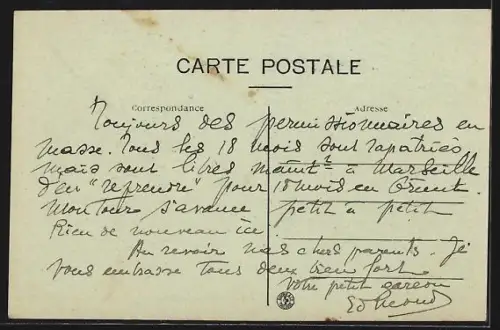 CARTE POSTALE
Correspondance
Adresse
Toujours des permissionnaires en
masse. Tous les 18 mois sont rapatriés
mais sont libres maint^t à Marseille
d'en "reprendre" pour 18 mois en Orient.
Mon tour s'avance petit à petit
Rien de nouveau ici.
Au revoir mes chers parents. Je
vous embrasse tous deux bien fort
votre petit garçon